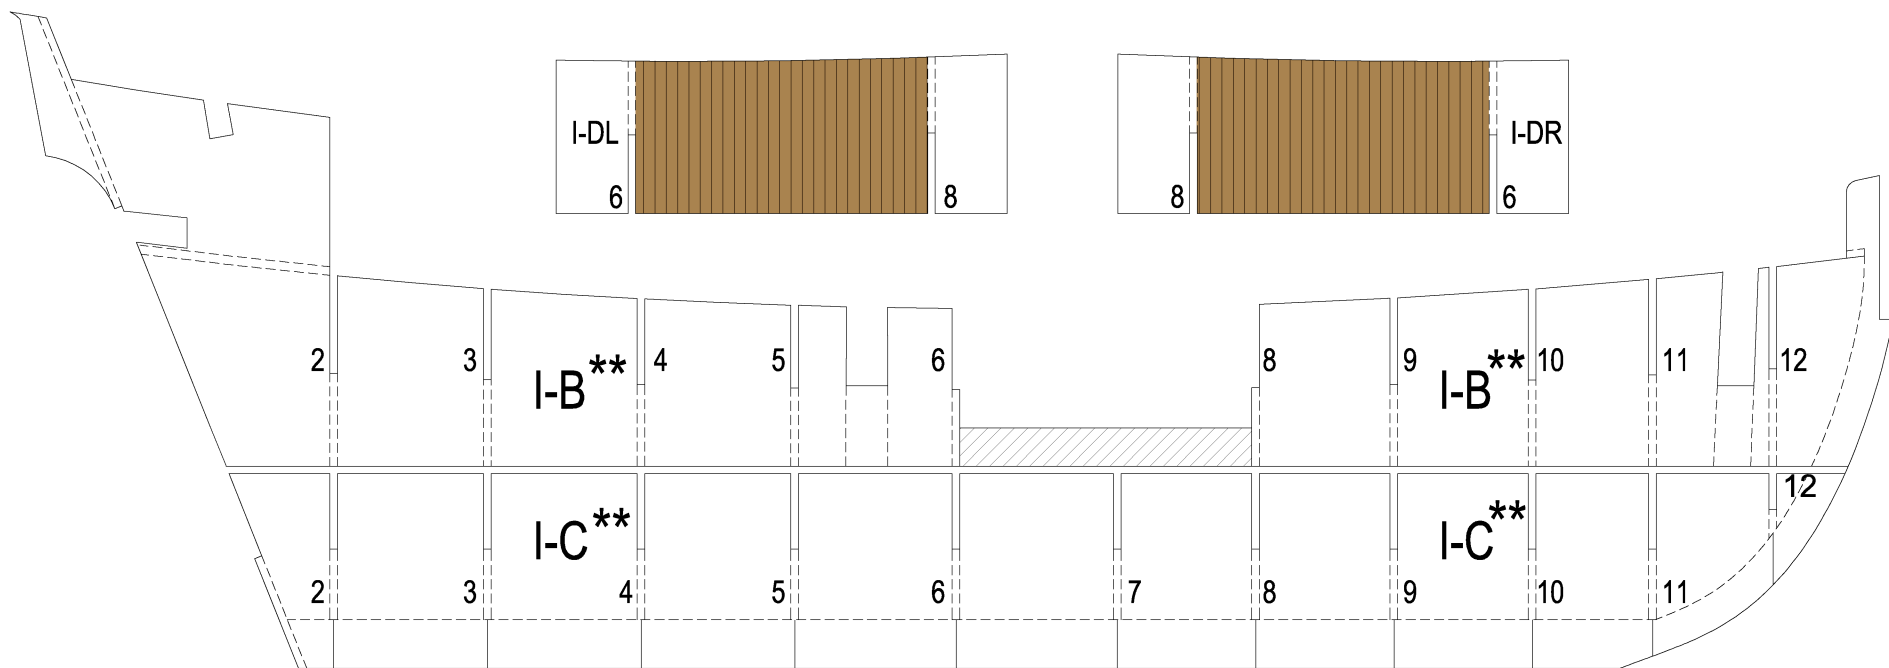 I-DL I-DR
6 8 8 6
2 3 4 5 6 8 9 10 11 12
I-B** I-B**
12
I-C** I-C**
2 3 4 5 6 7 8 9 10 11